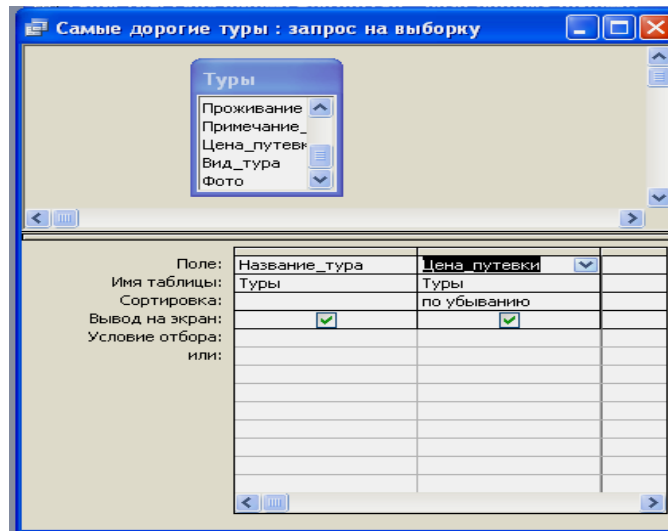 Самые дорогие туры : запрос на выборку
Туры
Проживание
Примечание_
Цена_путевк
Вид_тура
Фото
Поле: Название_тура Цена_путевки
Имя таблицы: Туры Туры
Сортировка: по убыванию
Вывод на экран:
Условие отбора:
или: